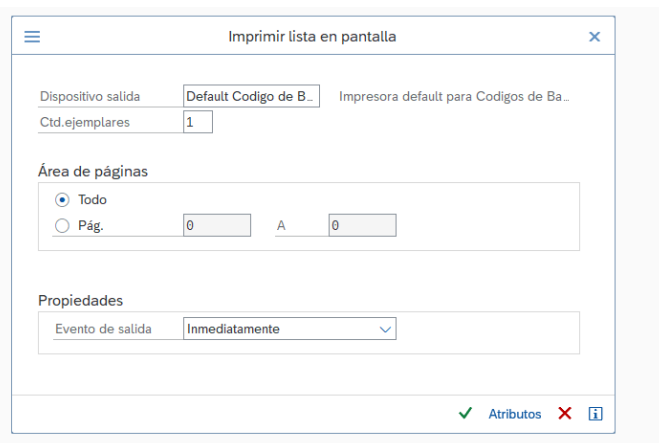 Imprimir lista en pantalla
Dispositivo salida Default Codigo de B… Impresora default para Codigos de Ba…
Ctd.ejemplares 1
Área de páginas
Todo
Pág. 0 A 0
Propiedades
Evento de salida Inmediatamente
Atributos